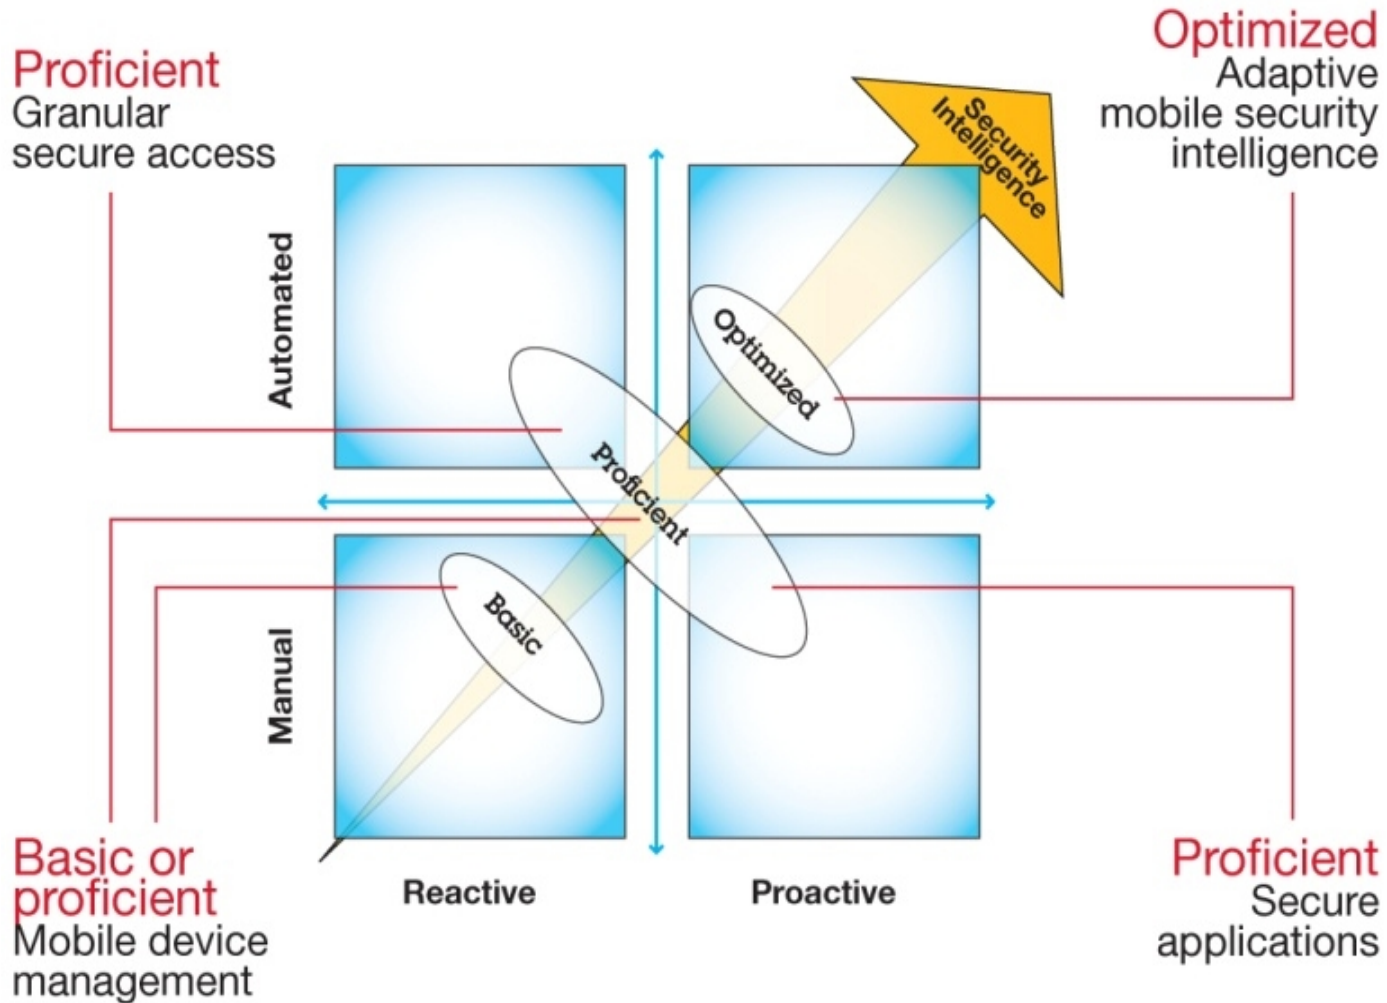 Proficient
Granular
secure access
Optimized
Adaptive
mobile security
intelligence
Security
Intelligence
Automated
Optimized
Proficient
Basic
Manual
Reactive
Proactive
Basic or
proficient
Mobile device
management
Proficient
Secure
applications